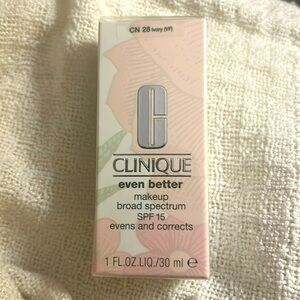 CN 28 Ivory (VF)
CLINIQUE
even better
makeup
broad spectrum
SPF 15
evens and corrects
1 FL.OZ.LIQ./30 ml e